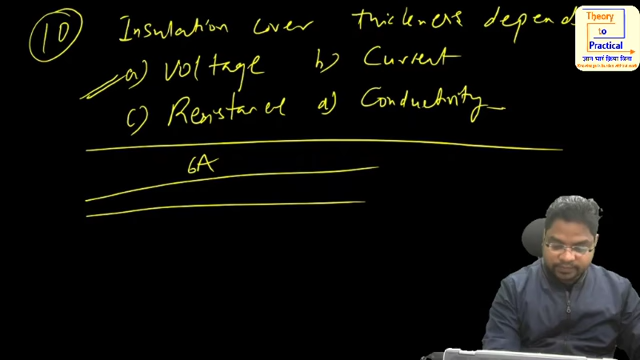 10 Insulation cover thickness depend
a) Voltage b) Current
c) Resistance d) Conductivity
6A
Theory
to
Practical
ज्ञानं भारं क्रियां विना